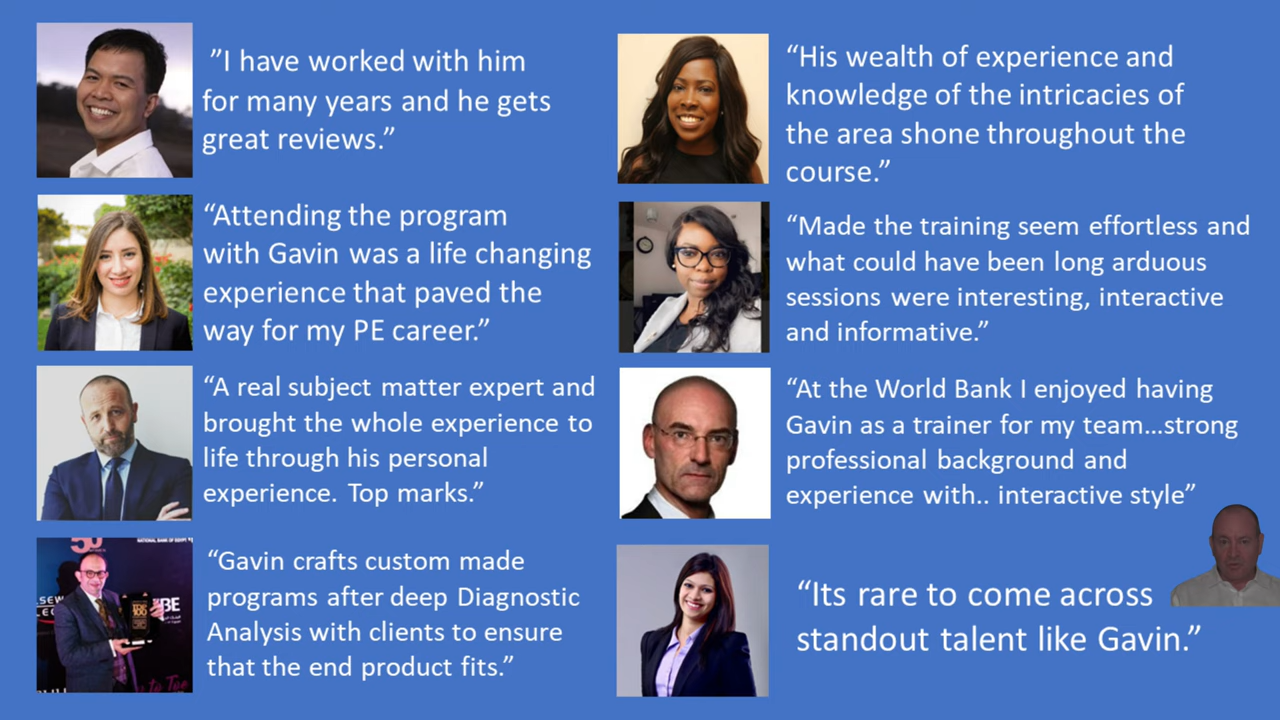 ”I have worked with him
for many years and he gets
great reviews.”
“Attending the program
with Gavin was a life changing
experience that paved the
way for my PE career.”
“A real subject matter expert and
brought the whole experience to
life through his personal
experience. Top marks.”
“Gavin crafts custom made
programs after deep Diagnostic
Analysis with clients to ensure
that the end product fits.”
“His wealth of experience and
knowledge of the intricacies of
the area shone throughout the
course.”
“Made the training seem effortless and
what could have been long arduous
sessions were interesting, interactive
and informative.”
“At the World Bank I enjoyed having
Gavin as a trainer for my team…strong
professional background and
experience with.. interactive style”
“Its rare to come across
standout talent like Gavin.”